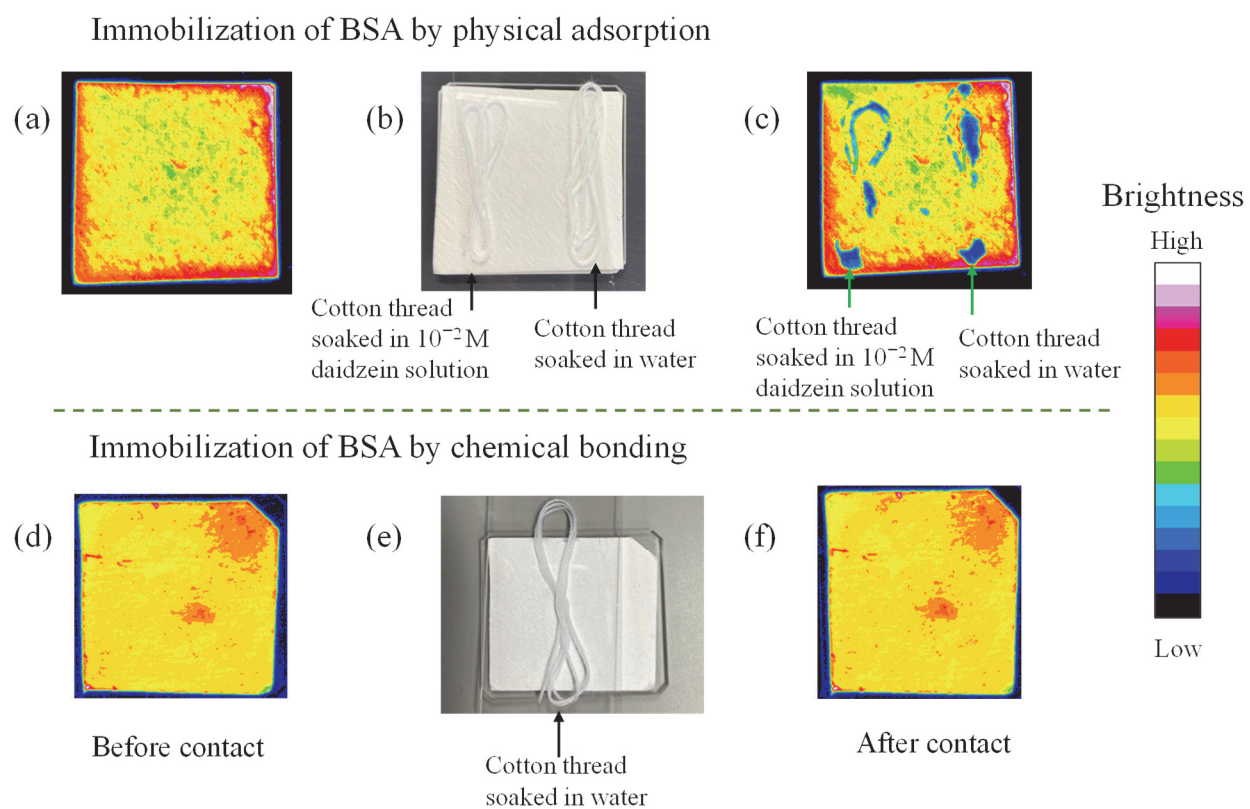 Immobilization of BSA by physical adsorption
(a)
(b)
(c)
Cotton thread
soaked in 10⁻² M
daidzein solution
Cotton thread
soaked in water
Cotton thread
soaked in 10⁻² M
daidzein solution
Cotton thread
soaked in water
Brightness
High
Low
Immobilization of BSA by chemical bonding
(d)
(e)
(f)
Before contact
Cotton thread
soaked in water
After contact